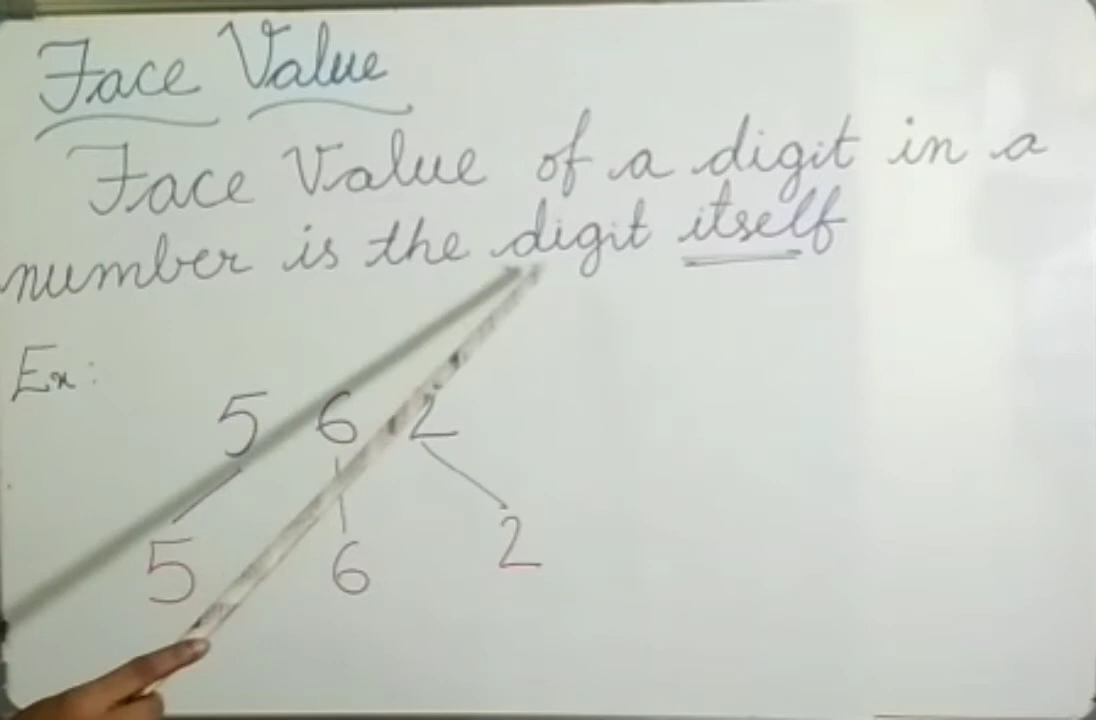 Face Value
Face Value of a digit in a
number is the digit itself
Ex:
5 6 2
5 6 2